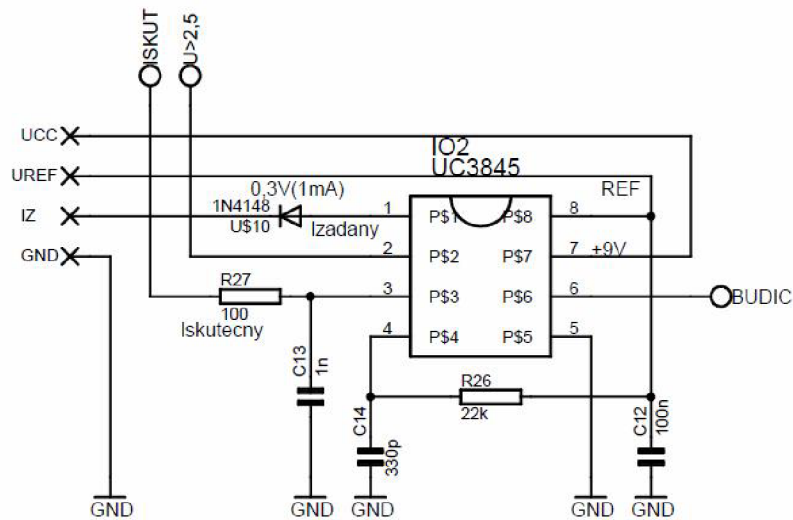 ISKUT
U>2,5
UCC
UREF
IZ
GND
IO2
UC3845
REF
0,3V(1mA)
1N4148
U$10
Izadany
1
P$1
P$8
8
2
P$2
P$7
7
+9V
R27
100
Iskutecny
3
P$3
P$6
6
BUDIC
4
P$4
P$5
5
C13
1n
R26
22k
C14
330p
C12
100n
GND
GND
GND
GND
GND